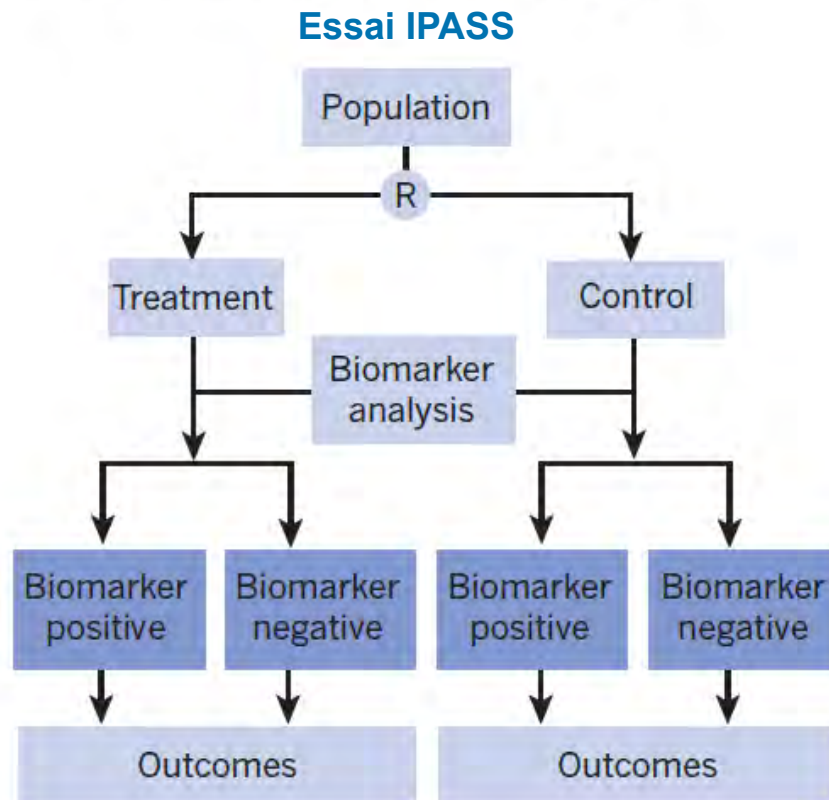 Essai IPASS
Population
R
Treatment
Control
Biomarker
analysis
Biomarker
positive
Biomarker
negative
Biomarker
positive
Biomarker
negative
Outcomes
Outcomes